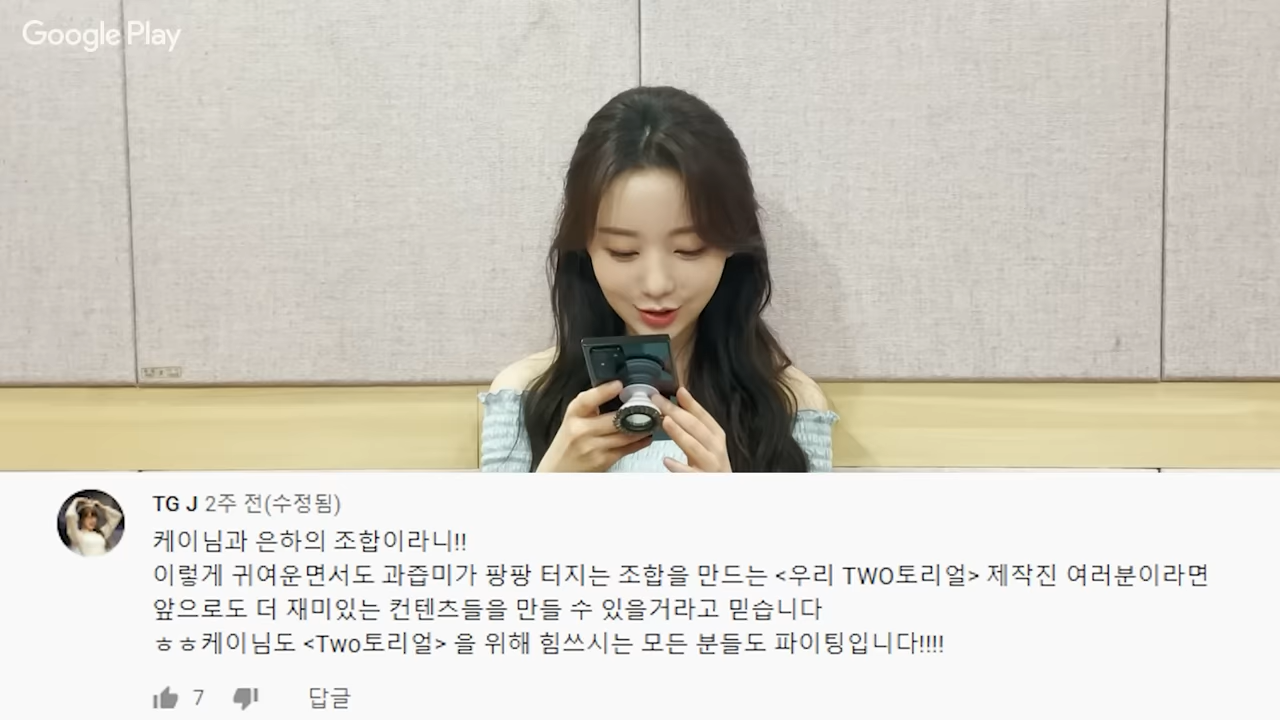 Google Play
TG J 2주 전(수정됨)
케이님과 은하의 조합이라니!!
이렇게 귀여운면서도 과즙미가 팡팡 터지는 조합을 만드는 <우리 TWO토리얼> 제작진 여러분이라면
앞으로도 더 재미있는 컨텐츠들을 만들 수 있을거라고 믿습니다
ㅎㅎ케이님도 <Two토리얼> 을 위해 힘쓰시는 모든 분들도 파이팅입니다!!!!
7 답글